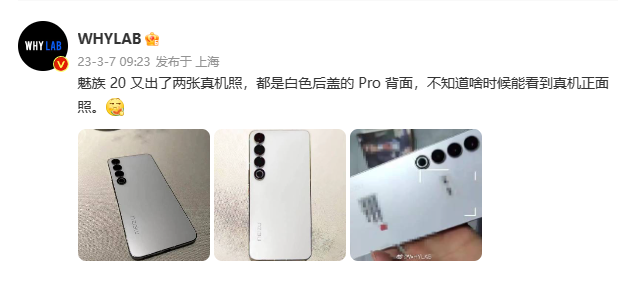 WHY LAB
WHYLAB
23-3-7 09:23 发布于 上海
魅族 20 又出了两张真机照，都是白色后盖的 Pro 背面，不知道啥时候能看到真机正面
照。
@WHYLAB